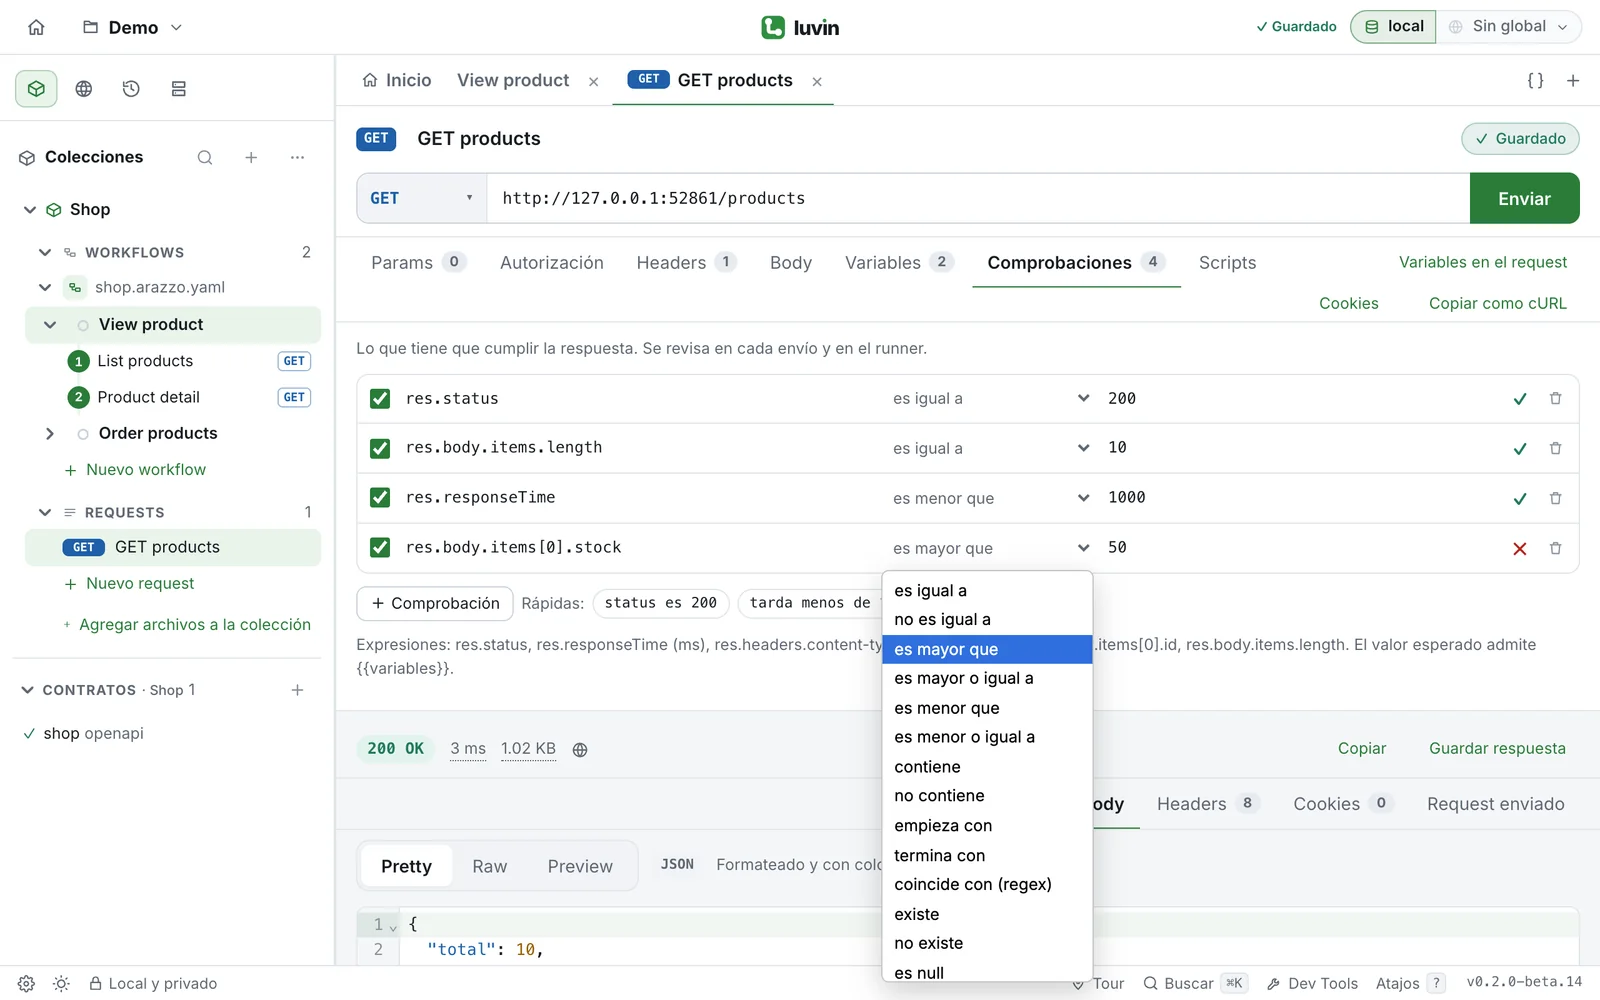 Demo
luvin
Guardado
local
Sin global
Inicio
View product
GET GET products
Colecciones
Shop
WORKFLOWS 2
shop.arazzo.yaml
View product
1 List products GET
2 Product detail GET
Order products
+ Nuevo workflow
REQUESTS 1
GET GET products
+ Nuevo request
+ Agregar archivos a la colección
CONTRATOS · Shop 1
shop openapi
GET GET products
Guardado
GET http://127.0.0.1:52861/products Enviar
Params 0 Autorización Headers 1 Body Variables 2 Comprobaciones 4 Scripts Variables en el request
Cookies Copiar como cURL
Lo que tiene que cumplir la respuesta. Se revisa en cada envío y en el runner.
res.status es igual a 200
res.body.items.length es igual a 10
res.responseTime es menor que 1000
res.body.items[0].stock es mayor que 50
+ Comprobación Rápidas: status es 200 tarda menos de
Expresiones: res.status, res.responseTime (ms), res.headers.content-ty .items[0].id, res.body.items.length. El valor esperado admite
{{variables}}.
es igual a
no es igual a
es mayor que
es mayor o igual a
es menor que
es menor o igual a
contiene
no contiene
empieza con
termina con
coincide con (regex)
existe
no existe
es null
200 OK 3 ms 1.02 KB Copiar Guardar respuesta
ody Headers 8 Cookies 0 Request enviado
Pretty Raw Preview JSON Formateado y con colo
1 {
2 "total": 10,
Local y privado
Tour Buscar ⌘K Dev Tools Atajos ? v0.2.0-beta.14